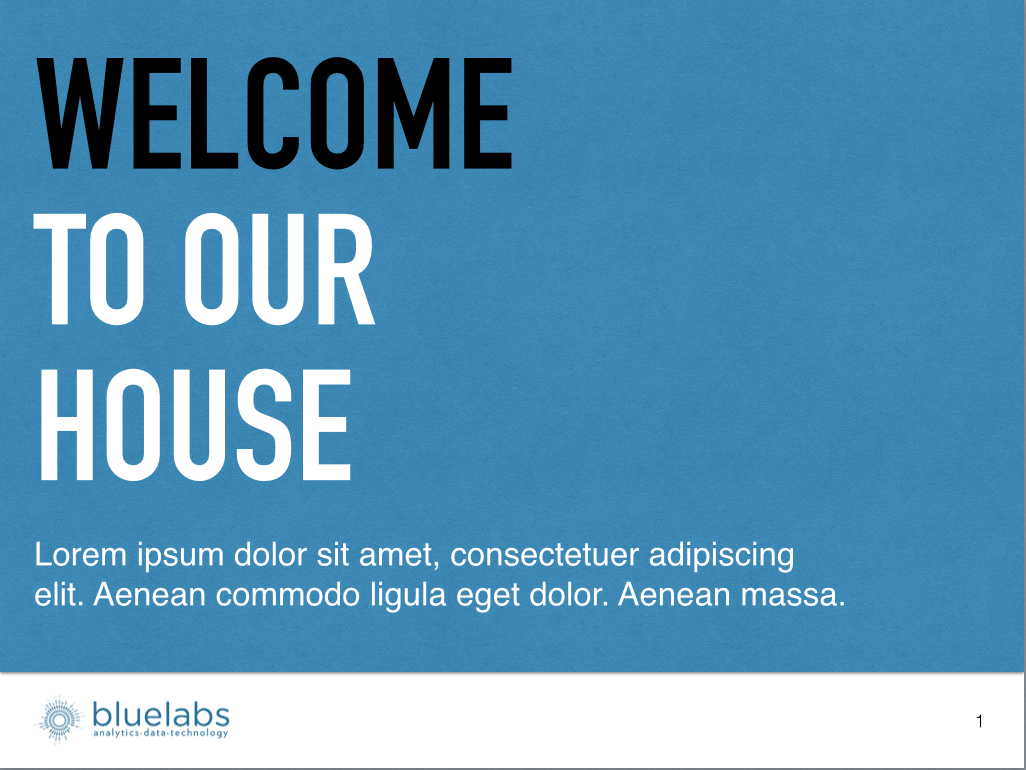 WELCOME
TO OUR
HOUSE
Lorem ipsum dolor sit amet, consectetuer adipiscing
elit. Aenean commodo ligula eget dolor. Aenean massa.
bluelabs
analytics·data·technology
1